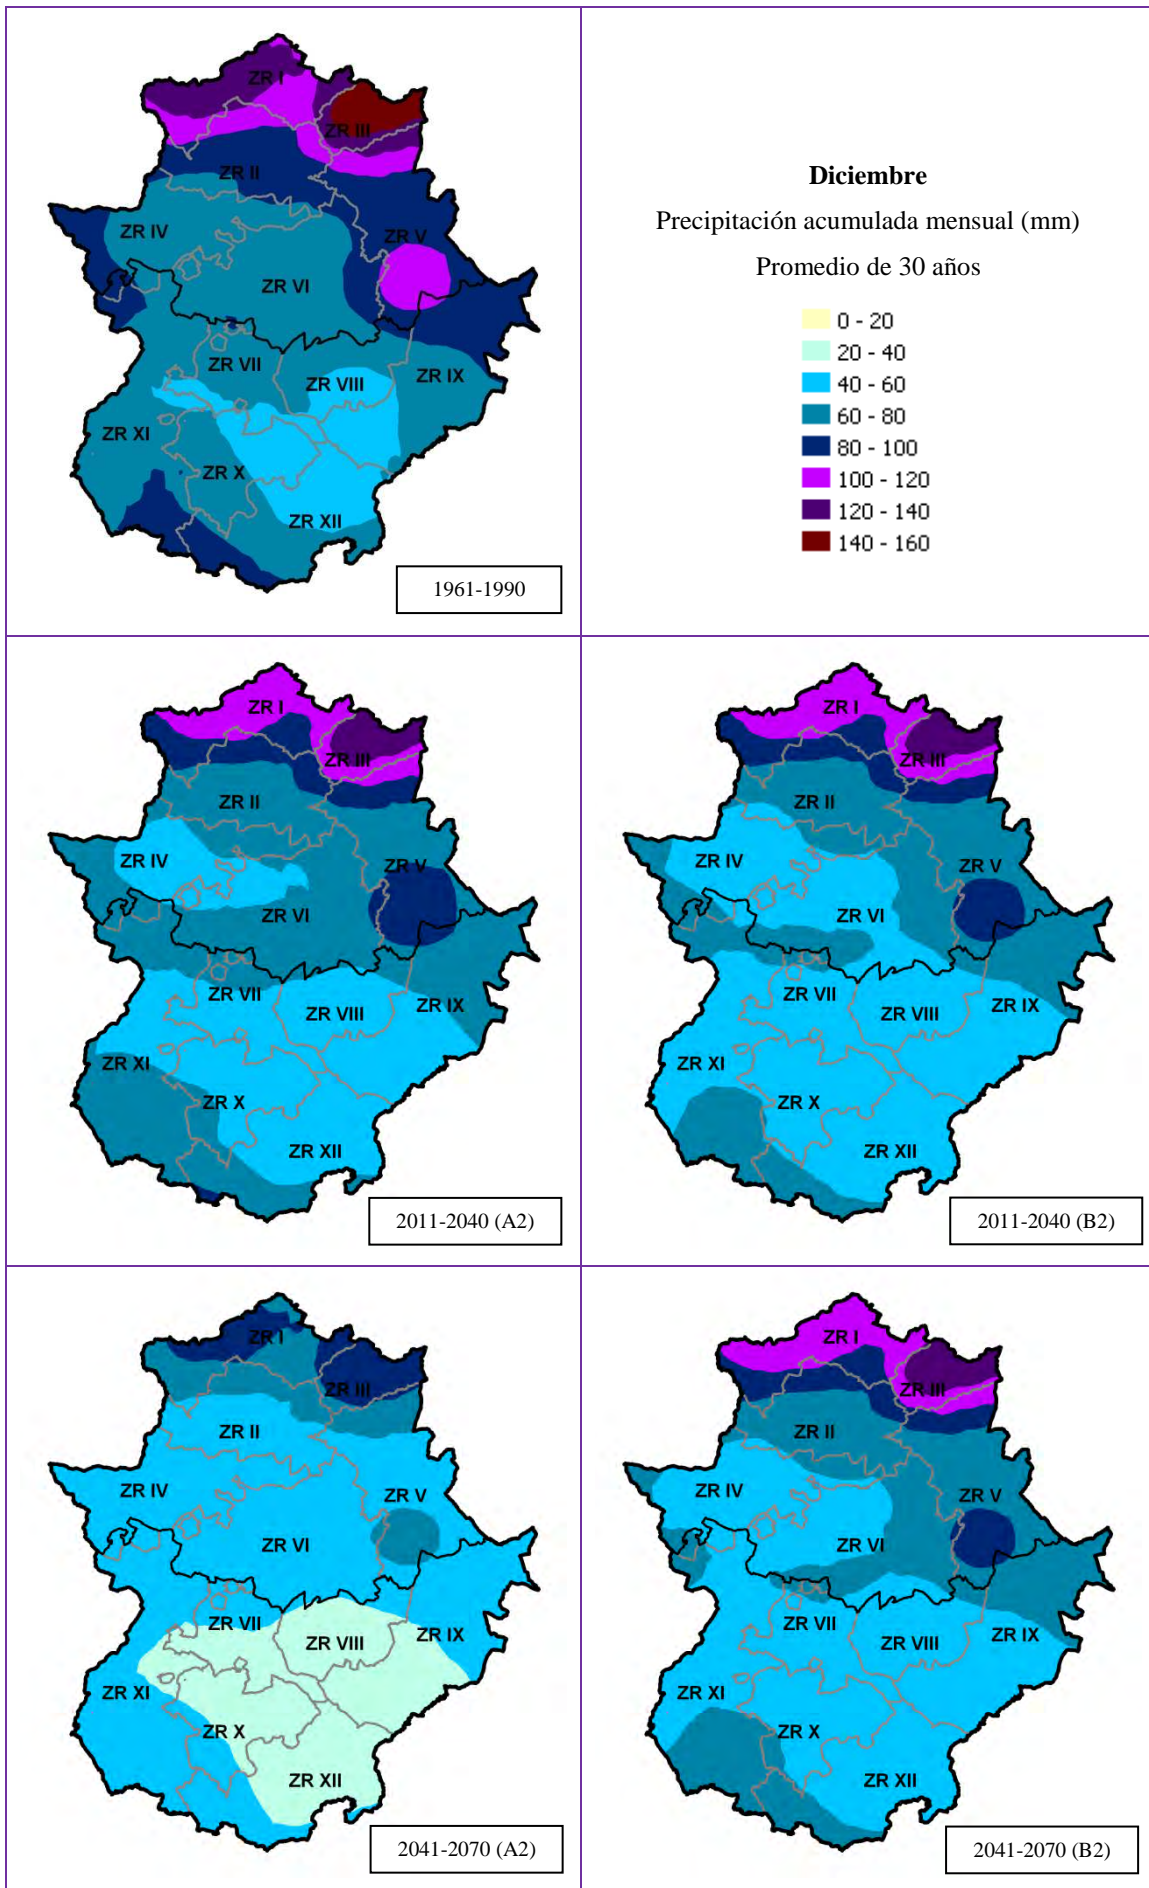 ZR I
ZR III
ZR II
ZR IV
ZR V
ZR VI
ZR VII
ZR VIII
ZR IX
ZR XI
ZR X
ZR XII
1961-1990
Diciembre
Precipitación acumulada mensual (mm)
Promedio de 30 años
0 - 20
20 - 40
40 - 60
60 - 80
80 - 100
100 - 120
120 - 140
140 - 160
ZR I
ZR III
ZR II
ZR IV
ZR V
ZR VI
ZR VII
ZR VIII
ZR IX
ZR XI
ZR X
ZR XII
2011-2040 (A2)
ZR I
ZR III
ZR II
ZR IV
ZR V
ZR VI
ZR VII
ZR VIII
ZR IX
ZR XI
ZR X
ZR XII
2011-2040 (B2)
ZR I
ZR III
ZR II
ZR IV
ZR V
ZR VI
ZR VII
ZR VIII
ZR IX
ZR XI
ZR X
ZR XII
2041-2070 (A2)
ZR I
ZR III
ZR II
ZR IV
ZR V
ZR VI
ZR VII
ZR VIII
ZR IX
ZR XI
ZR X
ZR XII
2041-2070 (B2)